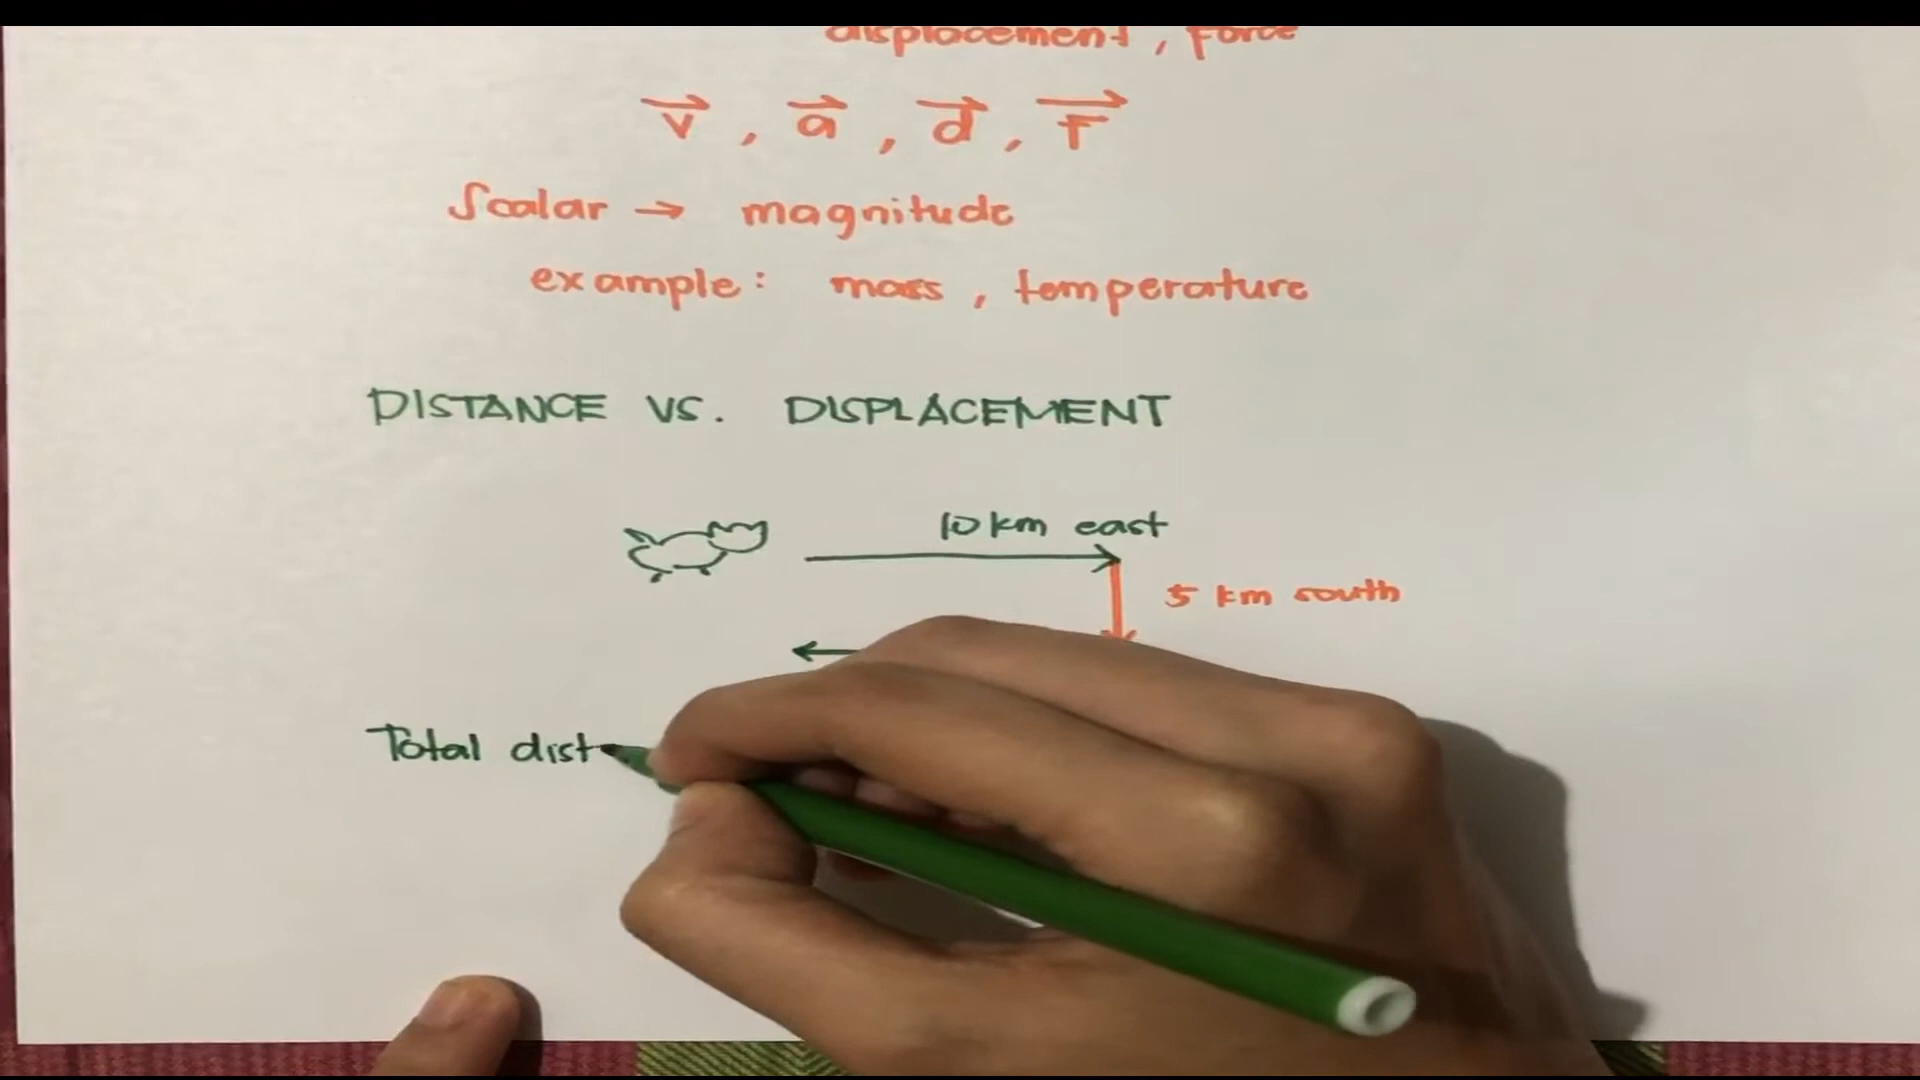 displacement, Force
v, a, d, F
Scalar → magnitude
example: mass, temperature
DISTANCE VS. DISPLACEMENT
10 km east
5 km south
Total dist